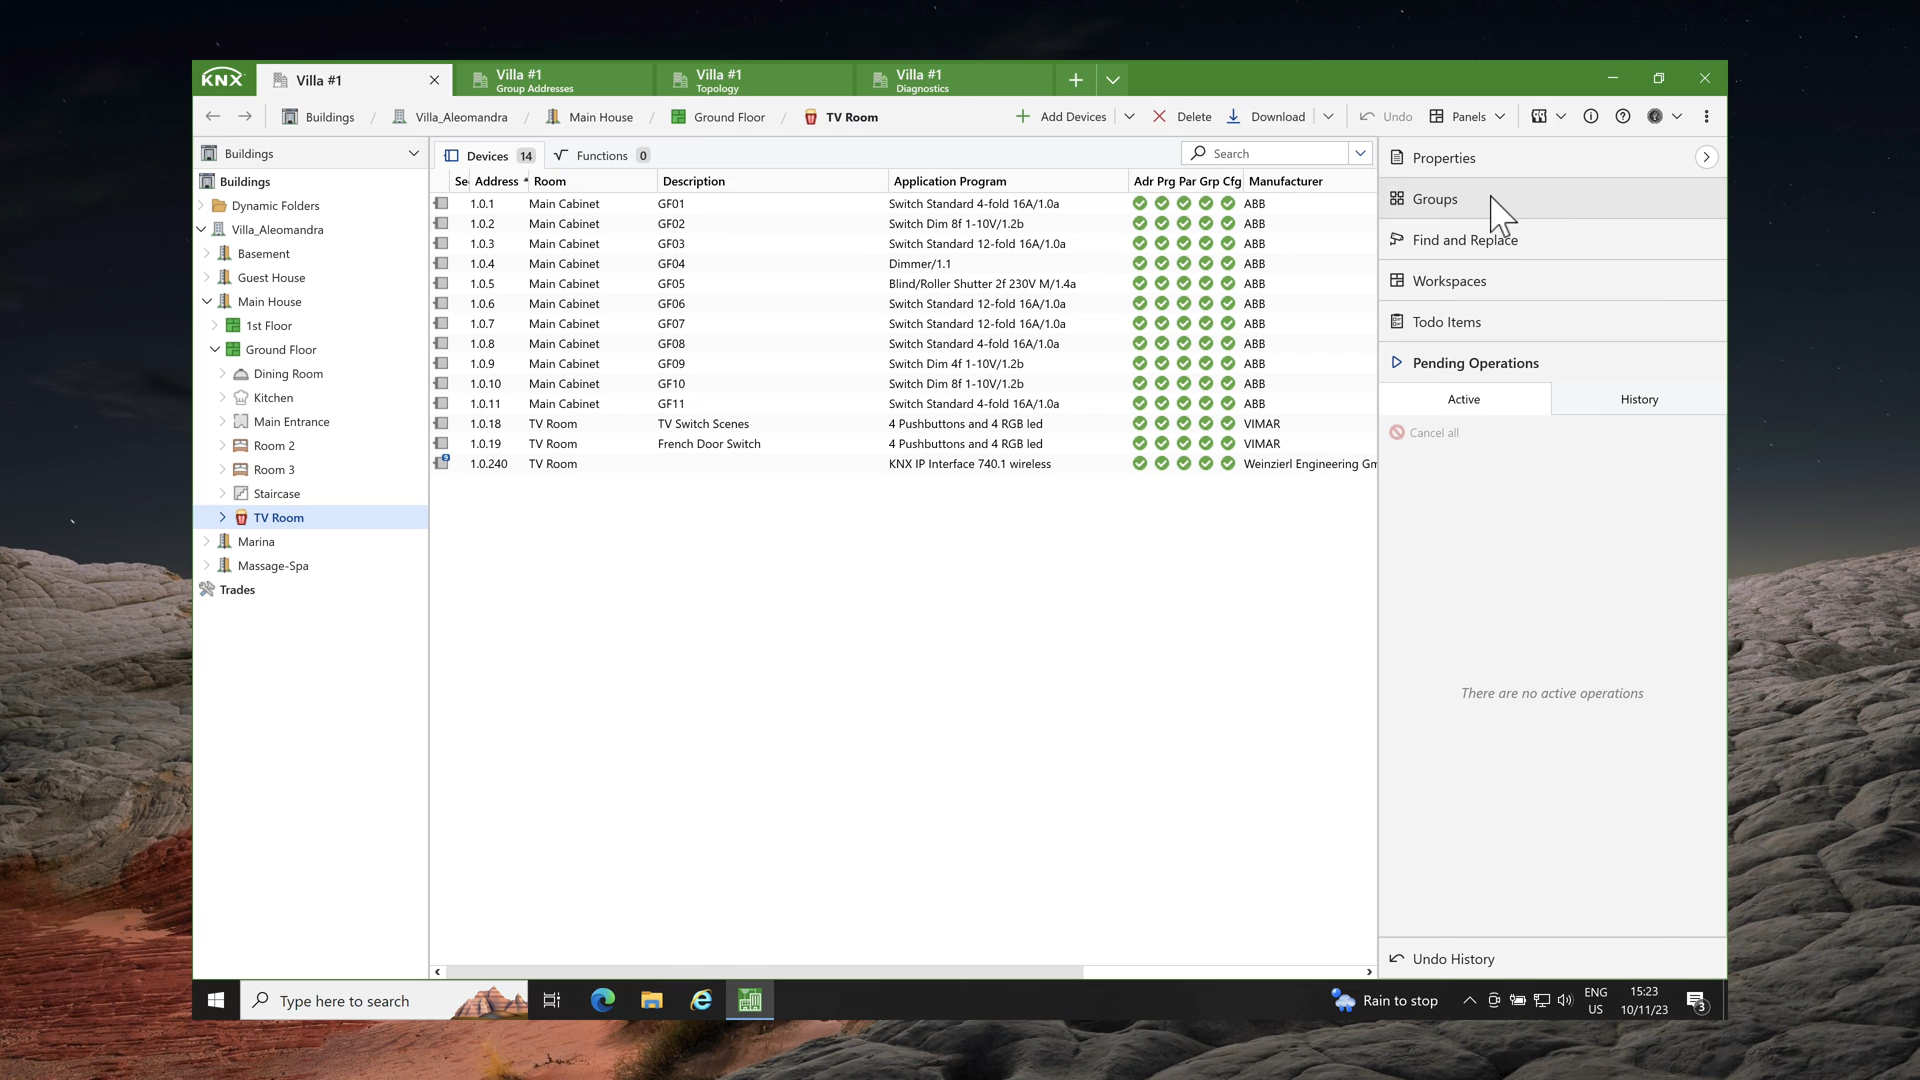 KNX
Villa #1
Villa #1
Group Addresses
Villa #1
Topology
Villa #1
Diagnostics
Buildings / Villa_Aleomandra / Main House / Ground Floor / TV Room
Add Devices
Delete
Download
Undo
Panels
Buildings
Devices 14
Functions 0
Search
Buildings
Dynamic Folders
Villa_Aleomandra
Basement
Guest House
Main House
1st Floor
Ground Floor
Dining Room
Kitchen
Main Entrance
Room 2
Room 3
Staircase
TV Room
Marina
Massage-Spa
Trades
Se Address Room Description Application Program Adr Prg Par Grp Cfg Manufacturer
1.0.1 Main Cabinet GF01 Switch Standard 4-fold 16A/1.0a ABB
1.0.2 Main Cabinet GF02 Switch Dim 8f 1-10V/1.2b ABB
1.0.3 Main Cabinet GF03 Switch Standard 12-fold 16A/1.0a ABB
1.0.4 Main Cabinet GF04 Dimmer/1.1 ABB
1.0.5 Main Cabinet GF05 Blind/Roller Shutter 2f 230V M/1.4a ABB
1.0.6 Main Cabinet GF06 Switch Standard 12-fold 16A/1.0a ABB
1.0.7 Main Cabinet GF07 Switch Standard 12-fold 16A/1.0a ABB
1.0.8 Main Cabinet GF08 Switch Standard 4-fold 16A/1.0a ABB
1.0.9 Main Cabinet GF09 Switch Dim 4f 1-10V/1.2b ABB
1.0.10 Main Cabinet GF10 Switch Dim 8f 1-10V/1.2b ABB
1.0.11 Main Cabinet GF11 Switch Standard 4-fold 16A/1.0a ABB
1.0.18 TV Room TV Switch Scenes 4 Pushbuttons and 4 RGB led VIMAR
1.0.19 TV Room French Door Switch 4 Pushbuttons and 4 RGB led VIMAR
1.0.240 TV Room KNX IP Interface 740.1 wireless Weinzierl Engineering Gm
Properties
Groups
Find and Replace
Workspaces
Todo Items
Pending Operations
Active
History
Cancel all
There are no active operations
Undo History
Type here to search
Rain to stop
ENG
US
15:23
10/11/23
3